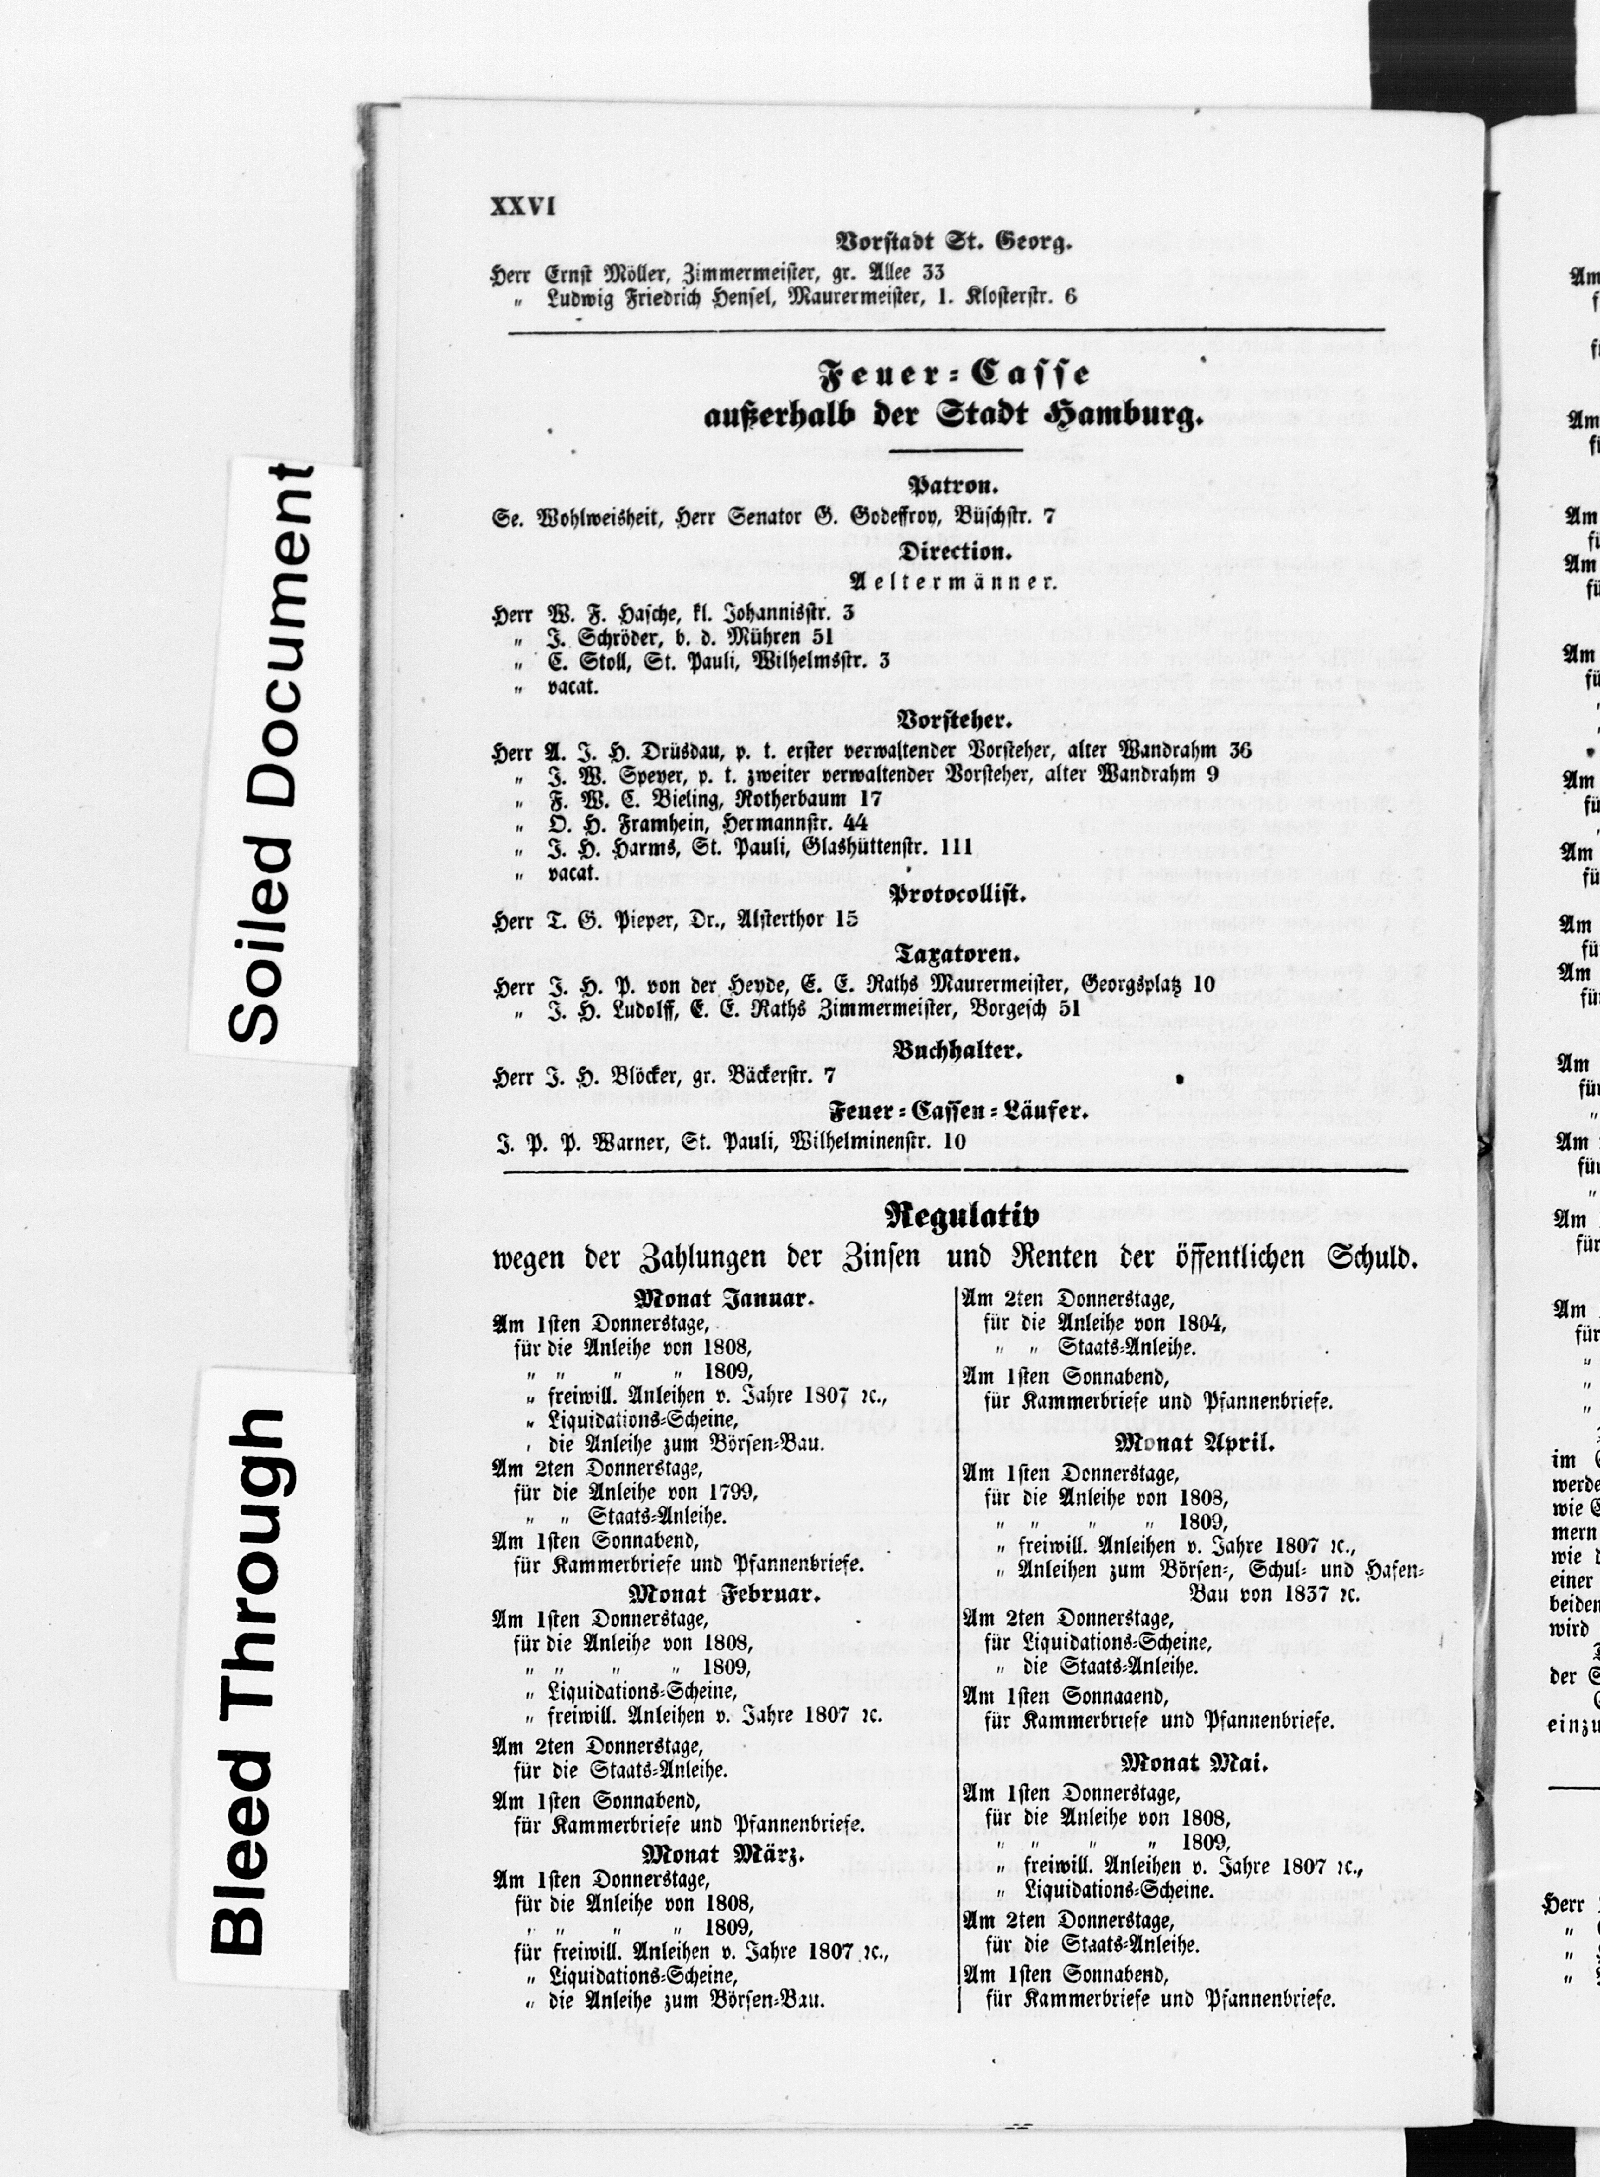 XXVI
Vorstadt St. Georg.
Herr Ernst Möller, Zimmermeister, gr. Allee 33
„ Ludwig Friedrich Hensel, Maurermeister, 1. Klosterstr. 6
Feuer-Casse
außerhalb der Stadt Hamburg.
Patron.
Se. Wohlweisheit, Herr Senator G. Godeffroy, Büschstr. 7
Direction.
Aeltermänner.
Herr W. F. Hasche, kl. Johannisstr. 3
„ J. Schröder, b. d. Mühren 51
„ C. Stoll, St. Pauli, Wilhelmsstr. 3
„ vacat.
Vorsteher.
Herr A. J. H. Drüsdau, p. t. erster verwaltender Vorsteher, alter Wandrahm 36
„ J. W. Speyer, p. t. zweiter verwaltender Vorsteher, alter Wandrahm 9
„ F. W. C. Bieling, Rotherbaum 17
„ O. H. Framhein, Hermannstr. 44
„ J. H. Harms, St. Pauli, Glashüttenstr. 111
„ vacat.
Protocollist.
Herr T. G. Pieper, Dr., Alsterthor 15
Taxatoren.
Herr J. H. P. von der Heyde, E. E. Raths Maurermeister, Georgsplatz 10
„ J. H. Ludolff, E. E. Raths Zimmermeister, Borgesch 51
Buchhalter.
Herr J. H. Blöcker, gr. Bäckerstr. 7
Feuer-Cassen-Läufer.
J. P. P. Warner, St. Pauli, Wilhelminenstr. 10
Regulativ
wegen der Zahlungen der Zinsen und Renten der öffentlichen Schuld.
Monat Januar.
Am 1sten Donnerstage,
für die Anleihe von 1808,
„ „ „ „ 1809,
„ freiwill. Anleihen v. Jahre 1807 ꝛc.,
„ Liquidations-Scheine,
„ die Anleihe zum Börsen-Bau.
Am 2ten Donnerstage,
für die Anleihe von 1799,
„ „ Staats-Anleihe.
Am 1sten Sonnabend,
für Kammerbriefe und Pfannenbriefe.
Monat Februar.
Am 1sten Donnerstage,
für die Anleihe von 1808,
„ „ „ „ 1809,
„ Liquidations-Scheine,
„ freiwill. Anleihen v. Jahre 1807 ꝛc.
Am 2ten Donnerstage,
für die Staats-Anleihe.
Am 1sten Sonnabend,
für Kammerbriefe und Pfannenbriefe.
Monat März.
Am 1sten Donnerstage,
für die Anleihe von 1808,
„ „ „ „ 1809,
für freiwill. Anleihen v. Jahre 1807 ꝛc.,
„ Liquidations-Scheine,
„ die Anleihe zum Börsen-Bau.
Am 2ten Donnerstage,
für die Anleihe von 1804,
„ „ Staats-Anleihe.
Am 1sten Sonnabend,
für Kammerbriefe und Pfannenbriefe.
Monat April.
Am 1sten Donnerstage,
für die Anleihe von 1808,
„ „ „ „ 1809,
„ freiwill. Anleihen v. Jahre 1807 ꝛc.,
„ Anleihen zum Börsen-, Schul- und Hafen-
Bau von 1837 ꝛc.
Am 2ten Donnerstage,
für Liquidations-Scheine,
„ die Staats-Anleihe.
Am 1sten Sonnaaend,
für Kammerbriefe und Pfannenbriefe.
Monat Mai.
Am 1sten Donnerstage,
für die Anleihe von 1808,
„ „ „ „ 1809,
„ freiwill. Anleihen v. Jahre 1807 ꝛc.,
„ Liquidations-Scheine.
Am 2ten Donnerstage,
für die Staats-Anleihe.
Am 1sten Sonnabend,
für Kammerbriefe und Pfannenbriefe.
Soiled Document
Bleed Through